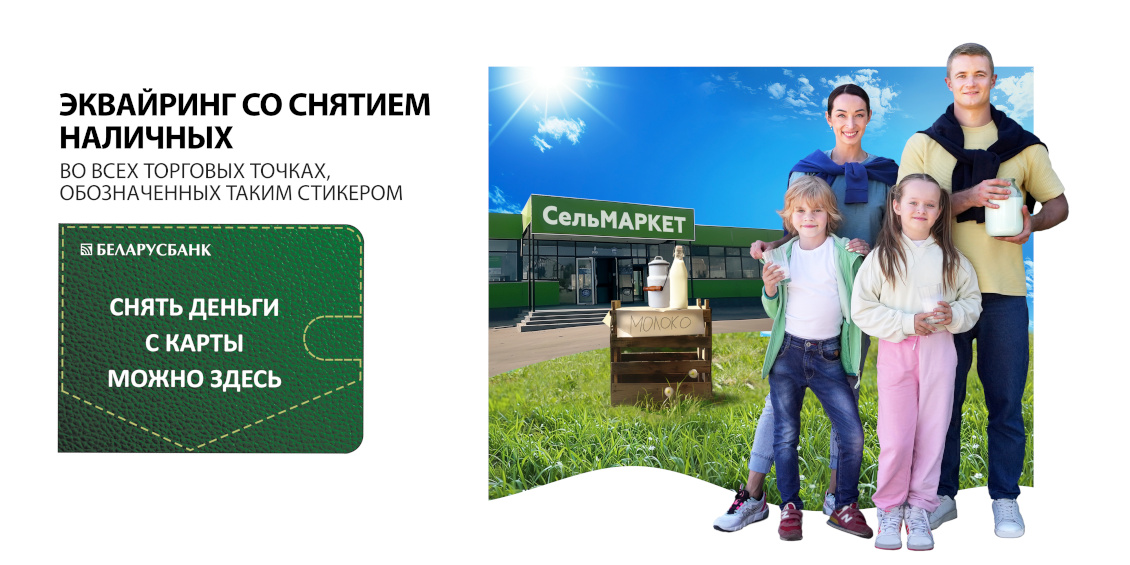 ЭКВАЙРИНГ СО СНЯТИЕМ
НАЛИЧНЫХ
ВО ВСЕХ ТОРГОВЫХ ТОЧКАХ,
ОБОЗНАЧЕННЫХ ТАКИМ СТИКЕРОМ
БЕЛАРУСБАНК
СНЯТЬ ДЕНЬГИ
С КАРТЫ
МОЖНО ЗДЕСЬ
СельМАРКЕТ
МОЛОКО